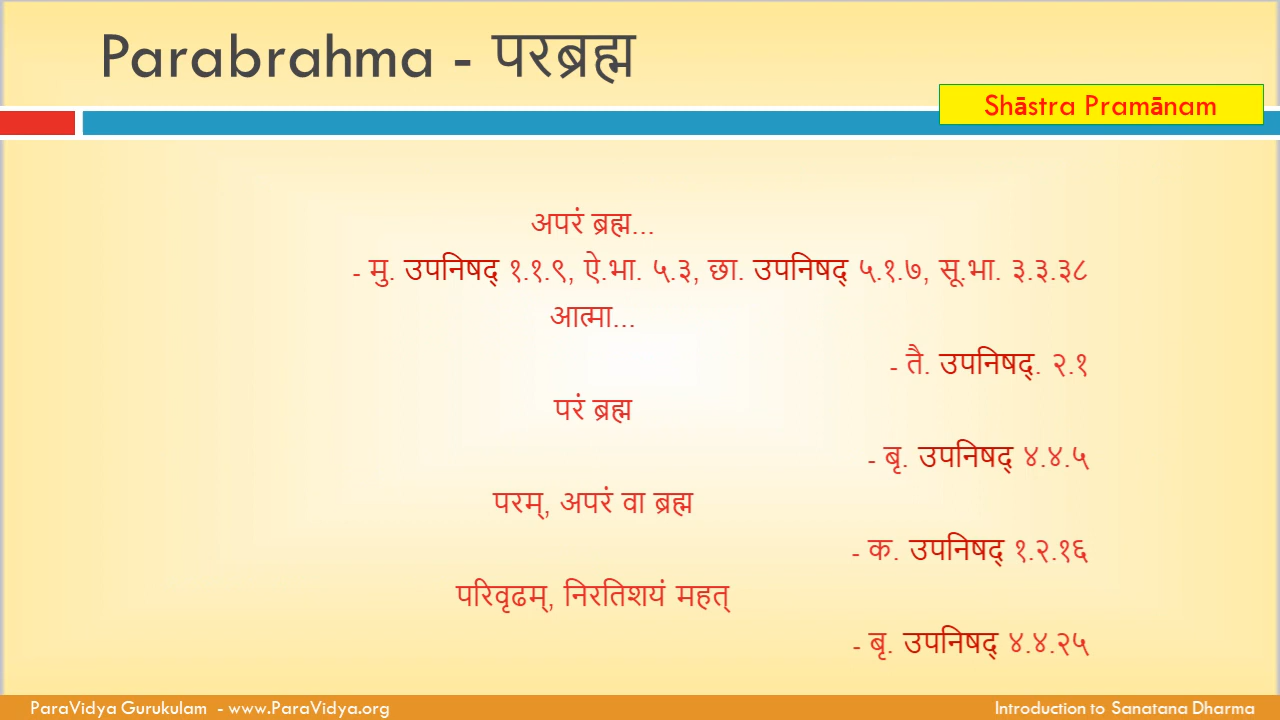 Parabrahma - परब्रह्म
Shāstra Pramānam
अपरं ब्रह्म...
- मु. उपनिषद् १.१.९, ऐ.भा. ५.३, छा. उपनिषद् ५.१.७, सू.भा. ३.३.३८
आत्मा...
- तै. उपनिषद्. २.१
परं ब्रह्म
- बृ. उपनिषद् ४.४.५
परम्, अपरं वा ब्रह्म
- क. उपनिषद् १.२.१६
परिवृढम्, निरतिशयं महत्
- बृ. उपनिषद् ४.४.२५
ParaVidya Gurukulam - www.ParaVidya.org
Introduction to Sanatana Dharma